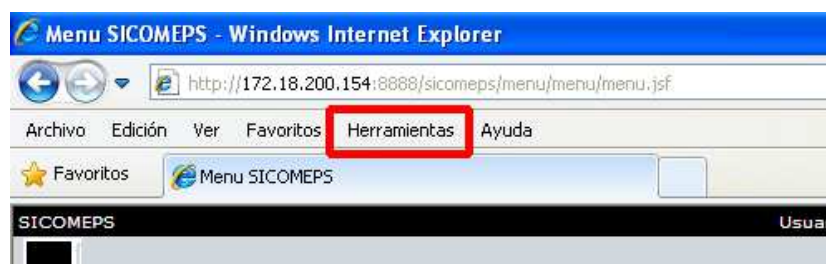 Menu SICOMEPS - Windows Internet Explorer
http://172.18.200.154:8888/sicomeps/menu/menu/menu.jsf
Archivo Edición Ver Favoritos Herramientas Ayuda
Favoritos Menu SICOMEPS
SICOMEPS Usua